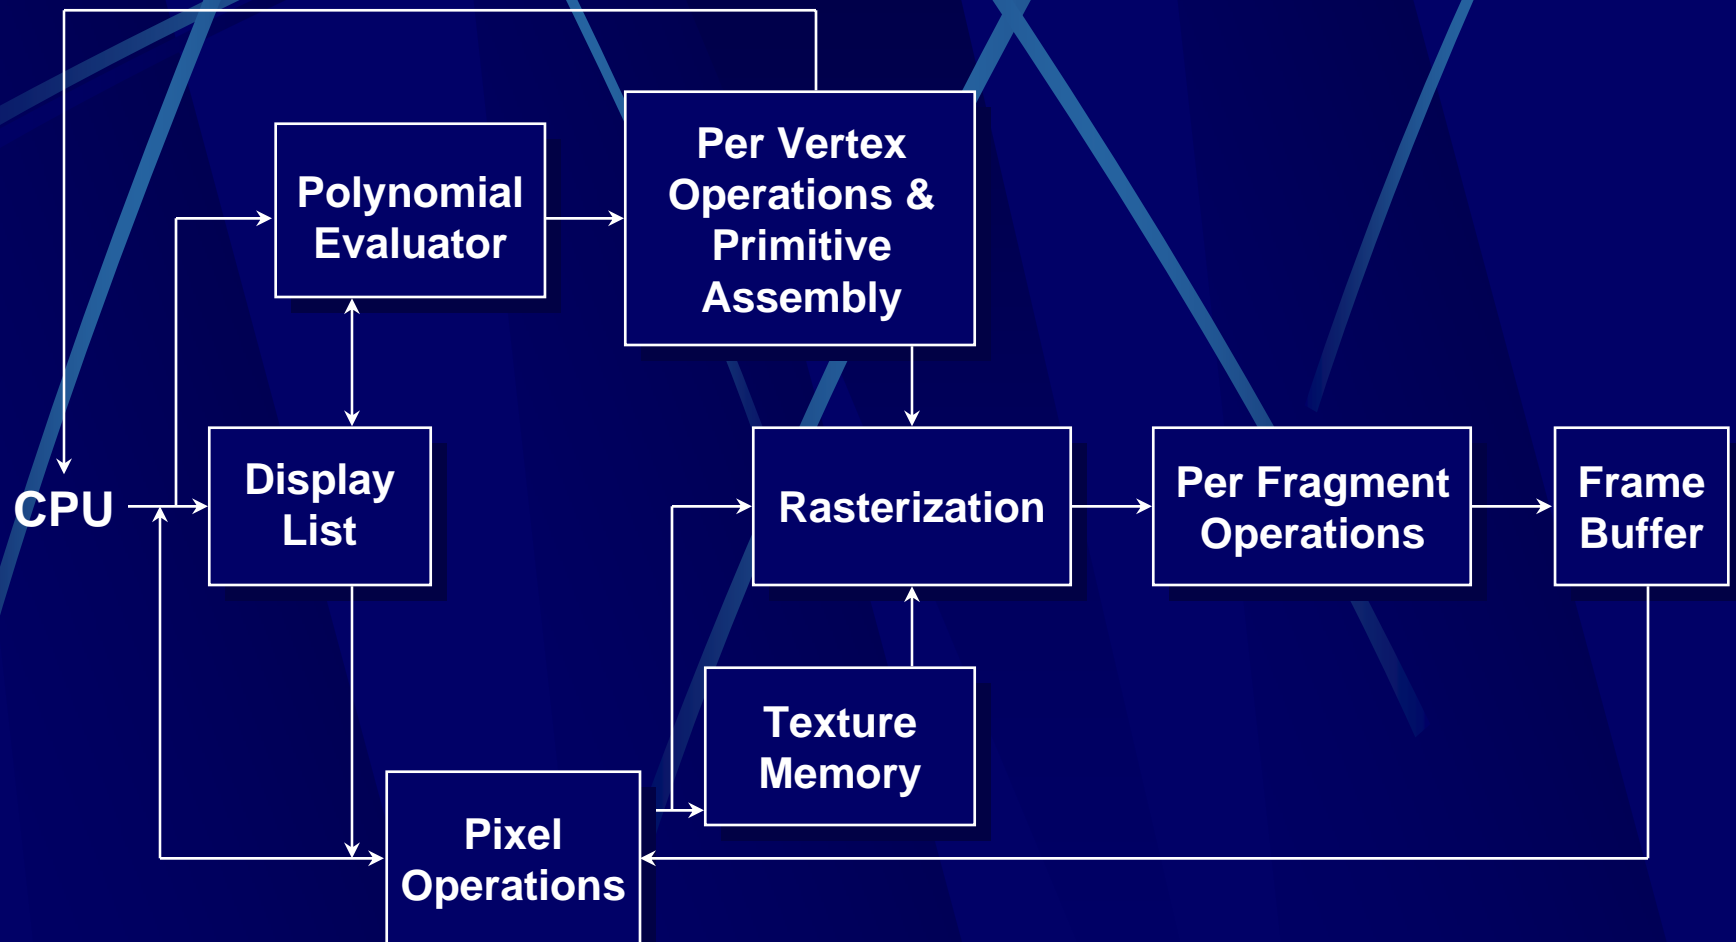 Per Vertex
Operations &
Primitive
Assembly
Polynomial
Evaluator
CPU
Display
List
Rasterization
Per Fragment
Operations
Frame
Buffer
Texture
Memory
Pixel
Operations